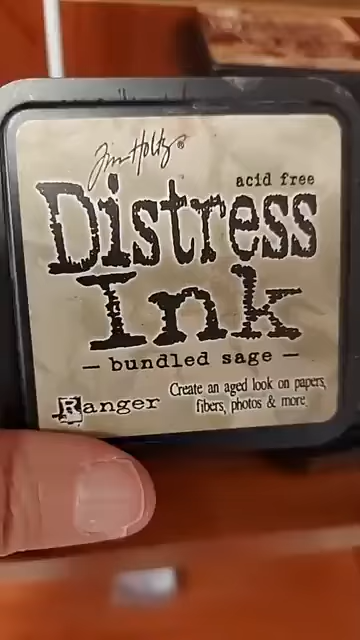 Tim Holtz®
acid free
Distress
Ink
— bundled sage —
Ranger
Create an aged look on papers,
fibers, photos & more